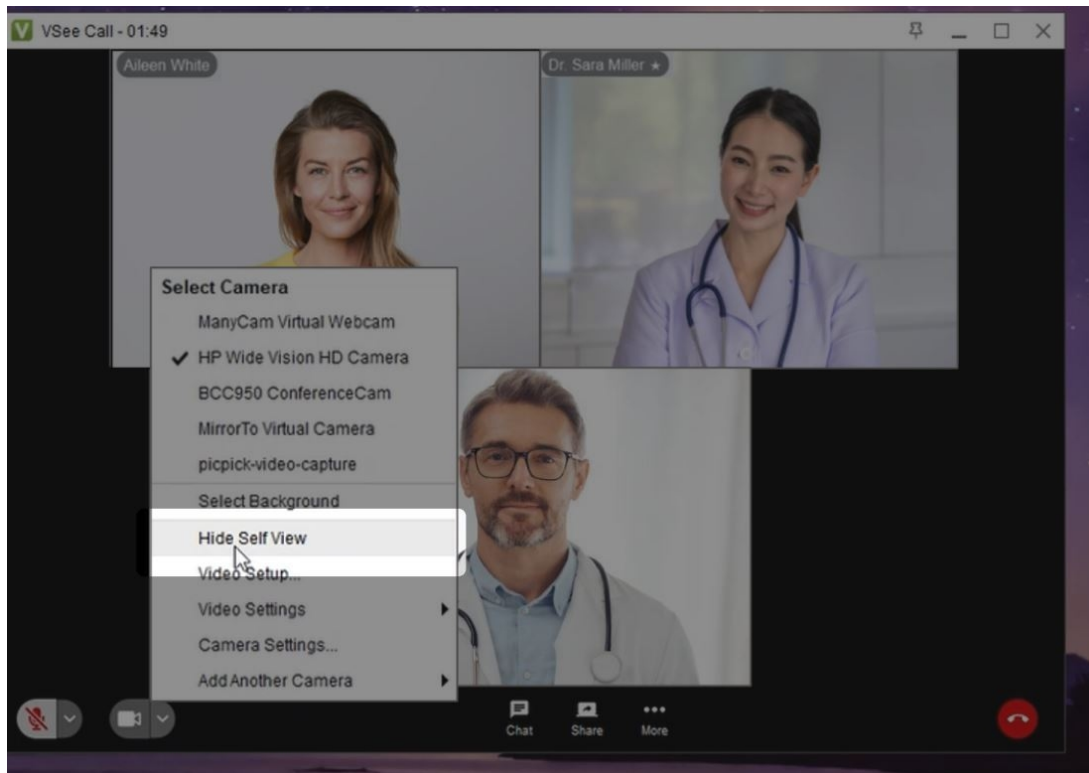 VSee Call - 01:49
Aileen White
Dr. Sara Miller ★
Select Camera
ManyCam Virtual Webcam
✓ HP Wide Vision HD Camera
BCC950 ConferenceCam
MirrorTo Virtual Camera
picpick-video-capture
Select Background
Hide Self View
Video Setup...
Video Settings
Camera Settings...
Add Another Camera
Chat Share More